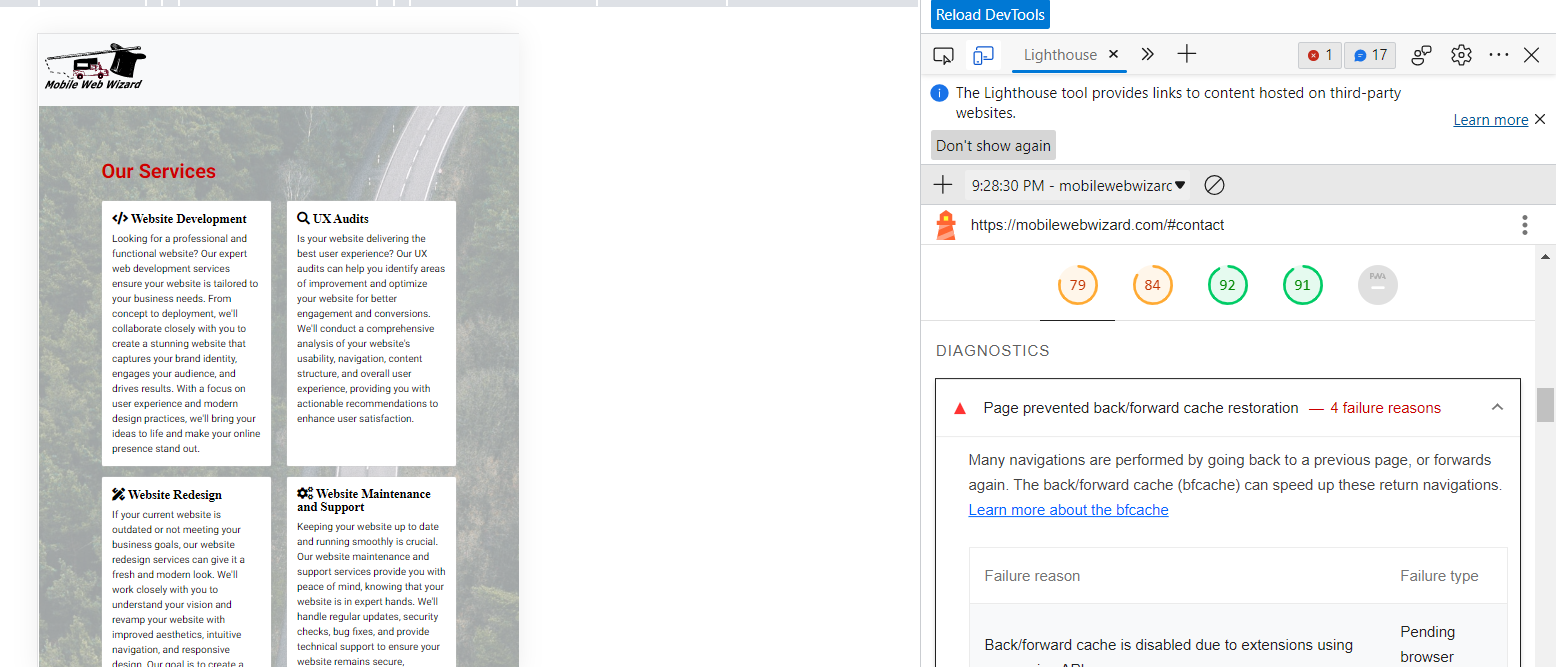 Mobile Web Wizard
Our Services
Website Development
Looking for a professional and
functional website? Our expert
web development services
ensure your website is tailored to
your business needs. From
concept to deployment, we'll
collaborate closely with you to
create a stunning website that
captures your brand identity,
engages your audience, and
drives results. With a focus on
user experience and modern
design practices, we'll bring your
ideas to life and make your online
presence stand out.
UX Audits
Is your website delivering the
best user experience? Our UX
audits can help you identify areas
of improvement and optimize
your website for better
engagement and conversions.
We'll conduct a comprehensive
analysis of your website's
usability, navigation, content
structure, and overall user
experience, providing you with
actionable recommendations to
enhance user satisfaction.
Website Redesign
If your current website is
outdated or not meeting your
business goals, our website
redesign services can give it a
fresh and modern look. We'll
work closely with you to
understand your vision and
revamp your website with
improved aesthetics, intuitive
navigation, and responsive
design. Our goal is to create a
Website Maintenance
and Support
Keeping your website up to date
and running smoothly is crucial.
Our website maintenance and
support services provide you with
peace of mind, knowing that your
website is in expert hands. We'll
handle regular updates, security
checks, bug fixes, and provide
technical support to ensure your
website remains secure,
Reload DevTools
Lighthouse
1
17
The Lighthouse tool provides links to content hosted on third-party
websites.
Learn more
Don't show again
9:28:30 PM - mobilewebwizarc
https://mobilewebwizard.com/#contact
79
84
92
91
PWA
DIAGNOSTICS
Page prevented back/forward cache restoration — 4 failure reasons
Many navigations are performed by going back to a previous page, or forwards
again. The back/forward cache (bfcache) can speed up these return navigations.
Learn more about the bfcache
Failure reason
Failure type
Back/forward cache is disabled due to extensions using
Pending
browser